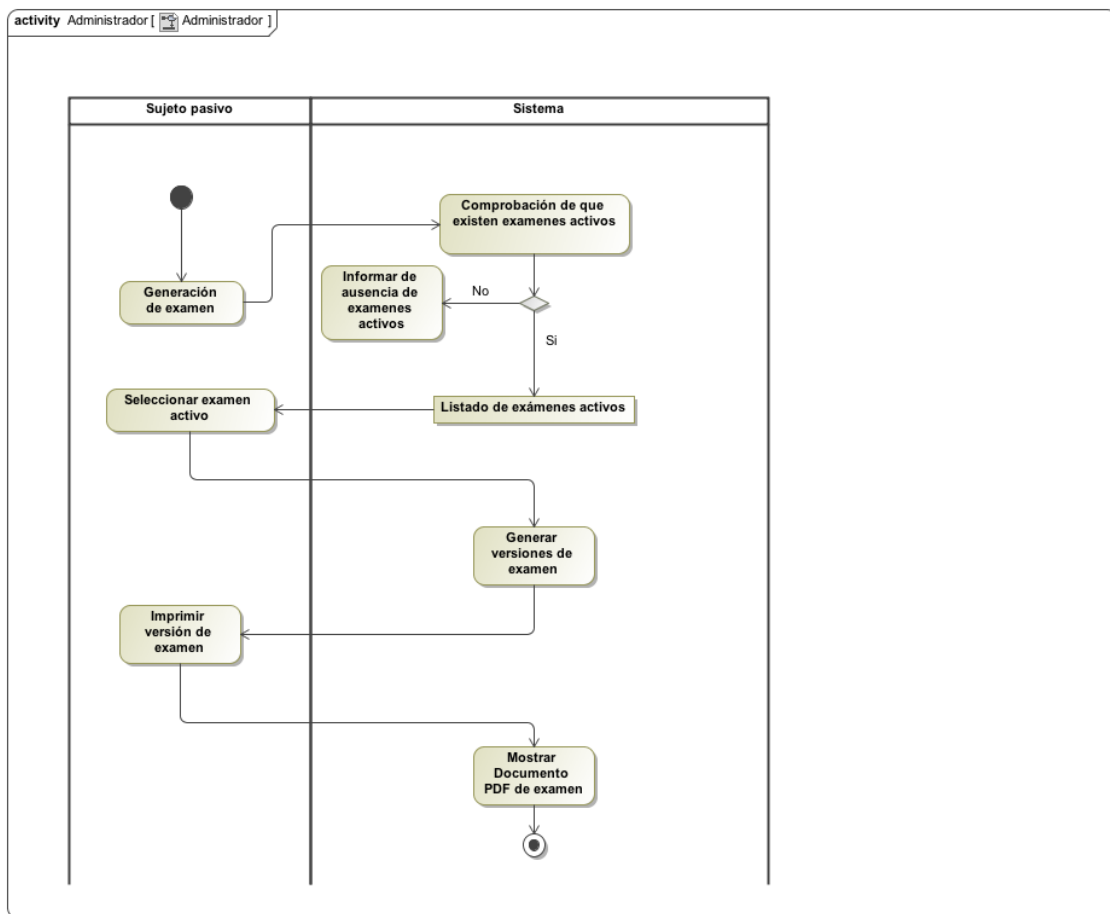 activity Administrador [ Administrador ]
Sujeto pasivo
Sistema
Comprobación de que
existen examenes activos
Generación
de examen
Informar de
ausencia de
examenes
activos
No
Si
Seleccionar examen
activo
Listado de exámenes activos
Generar
versiones de
examen
Imprimir
versión de
examen
Mostrar
Documento
PDF de examen